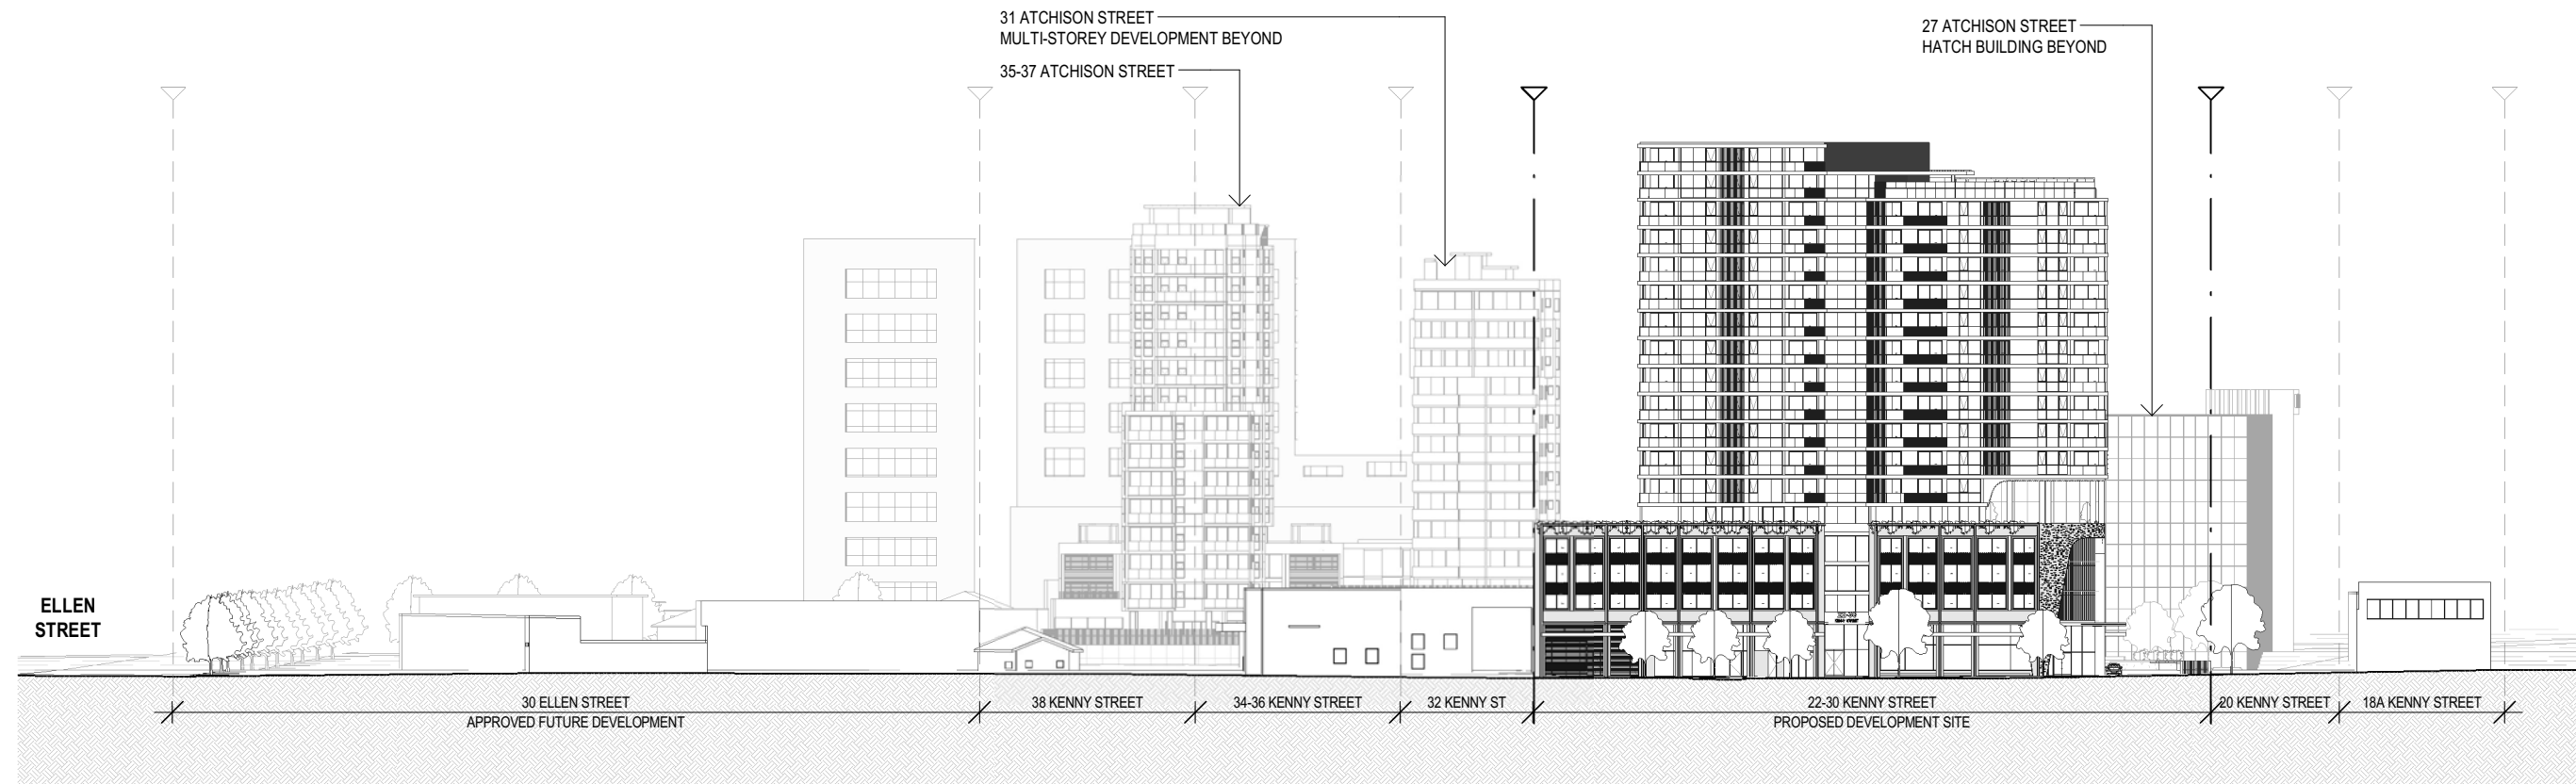 31 ATCHISON STREET
MULTI-STOREY DEVELOPMENT BEYOND
35-37 ATCHISON STREET
27 ATCHISON STREET
HATCH BUILDING BEYOND
ELLEN
STREET
30 ELLEN STREET
APPROVED FUTURE DEVELOPMENT
38 KENNY STREET
34-36 KENNY STREET
32 KENNY ST
22-30 KENNY STREET
PROPOSED DEVELOPMENT SITE
20 KENNY STREET
18A KENNY STREET